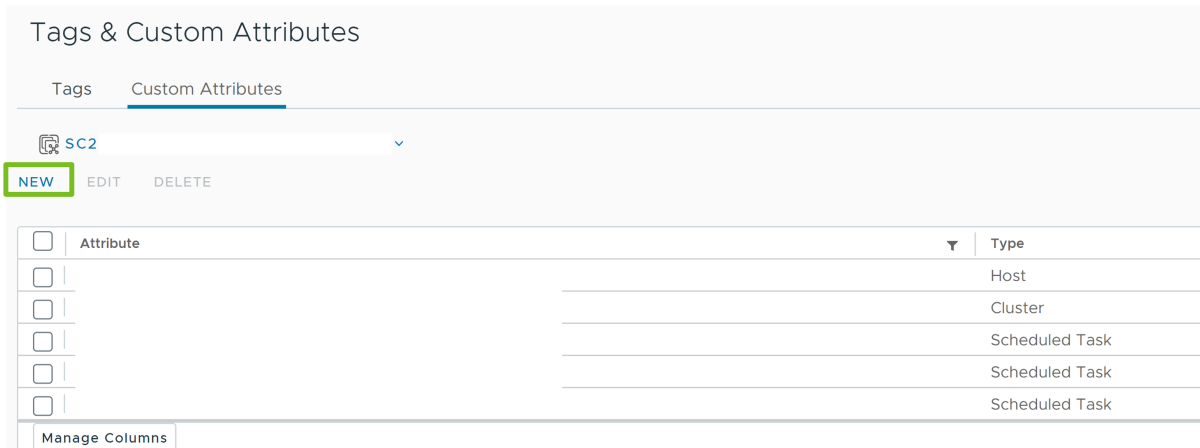 Tags & Custom Attributes
Tags Custom Attributes
SC2
NEW EDIT DELETE
Attribute Type
Host
Cluster
Scheduled Task
Scheduled Task
Scheduled Task
Manage Columns